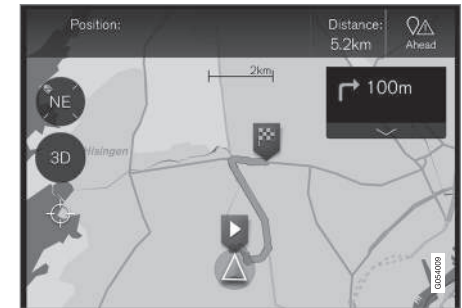 Position:
Distance:
5.2km
Ahead
2km
NE
100m
3D
Hisingen
G054009